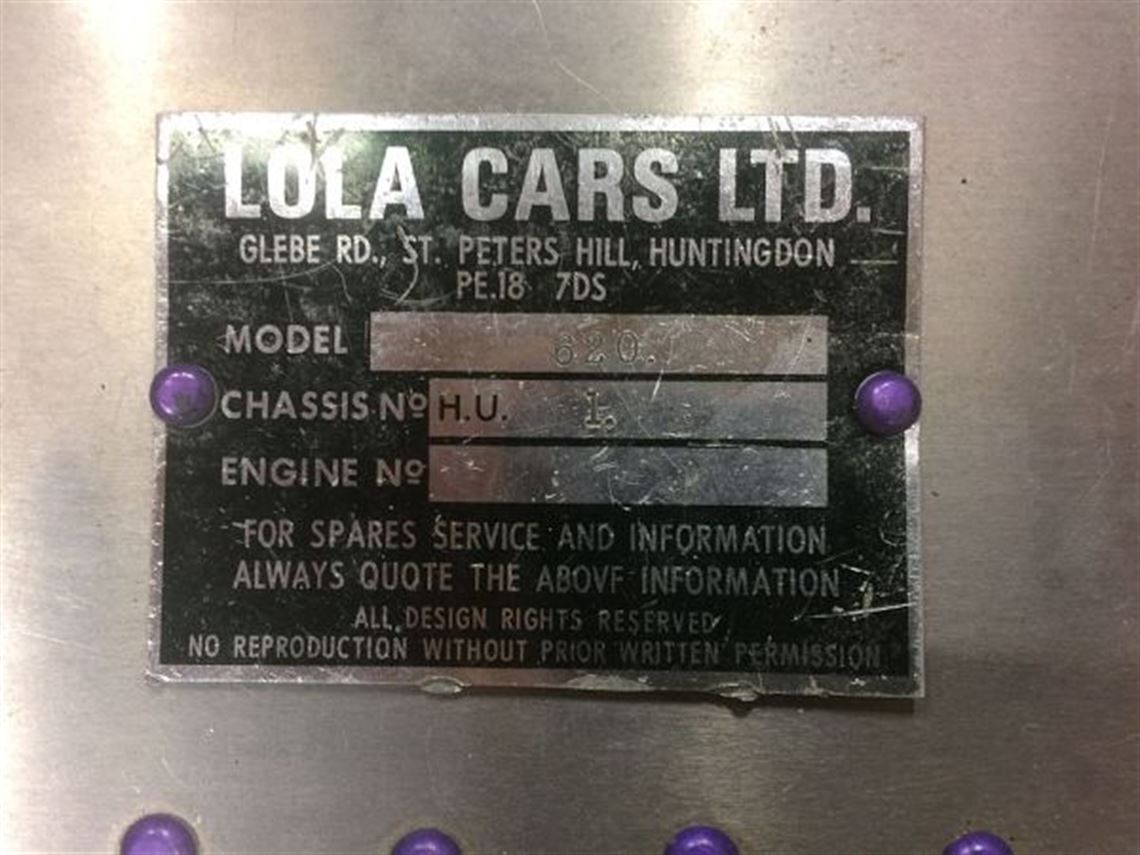 LOLA CARS LTD.
GLEBE RD., ST. PETERS HILL, HUNTINGDON
PE.18 7DS
MODEL 620.
CHASSIS Nº H.U. 1.
ENGINE Nº
FOR SPARES SERVICE AND INFORMATION
ALWAYS QUOTE THE ABOVE INFORMATION
ALL DESIGN RIGHTS RESERVED
NO REPRODUCTION WITHOUT PRIOR WRITTEN PERMISSION